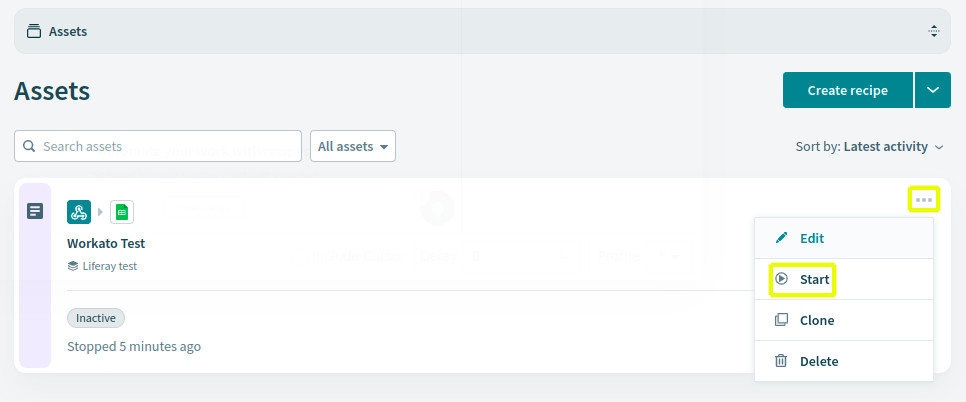 Assets
Assets
Create recipe
Search assets
All assets
Sort by: Latest activity
Workato Test
Liferay test
Inactive
Stopped 5 minutes ago
Edit
Start
Clone
Delete